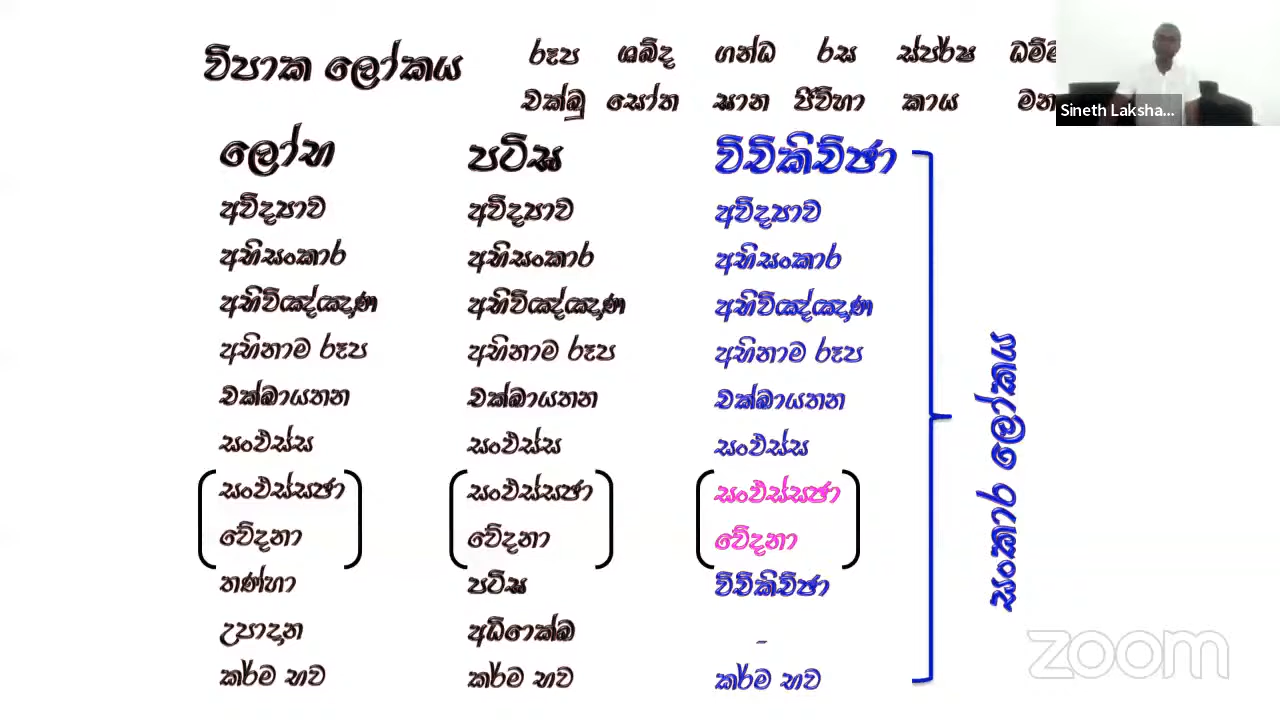 විපාක ලෝකය
රූප ශබ්ද ගන්ධ රස ස්පර්ෂ ධම්ම
චක්ඛු සෝත ඝාන ජිව්හා කාය මන
Sineth Laksha...
ලෝභ පටිඝ විචිකිච්ඡා
අවිද්‍යාව අවිද්‍යාව අවිද්‍යාව
අභිසංකාර අභිසංකාර අභිසංකාර
අභිවිඤ්ඤාණ අභිවිඤ්ඤාණ අභිවිඤ්ඤාණ
අභිනාම රූප අභිනාම රූප අභිනාම රූප
චක්ඛායතන චක්ඛායතන චක්ඛායතන
සංඵස්ස සංඵස්ස සංඵස්ස
සංඵස්සජා සංඵස්සජා සංඵස්සජා
වේදනා වේදනා වේදනා
තණ්හා පටිඝ විචිකිච්ඡා
උපාදාන අධිමොක්ඛ -
කර්ම භව කර්ම භව කර්ම භව
සංකාර ලෝකය
zoom